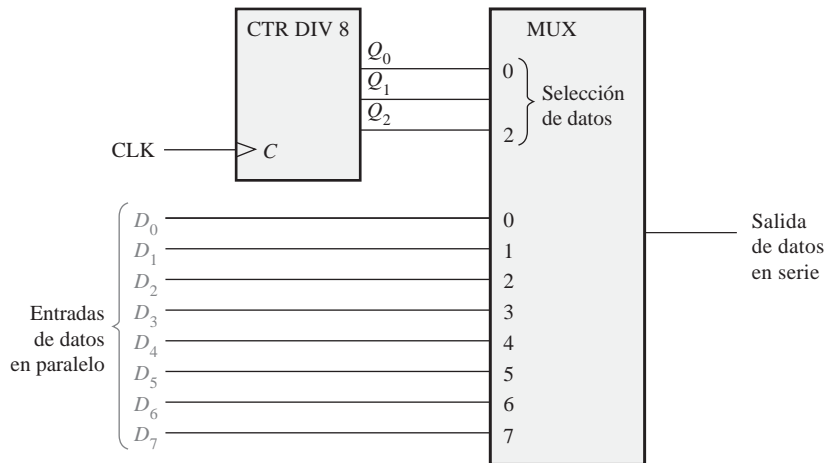 CTR DIV 8
MUX
Q0
Q1
Q2
0
2
Selección
de datos
CLK
C
D0
D1
D2
D3
D4
D5
D6
D7
0
1
2
3
4
5
6
7
Entradas
de datos
en paralelo
Salida
de datos
en serie